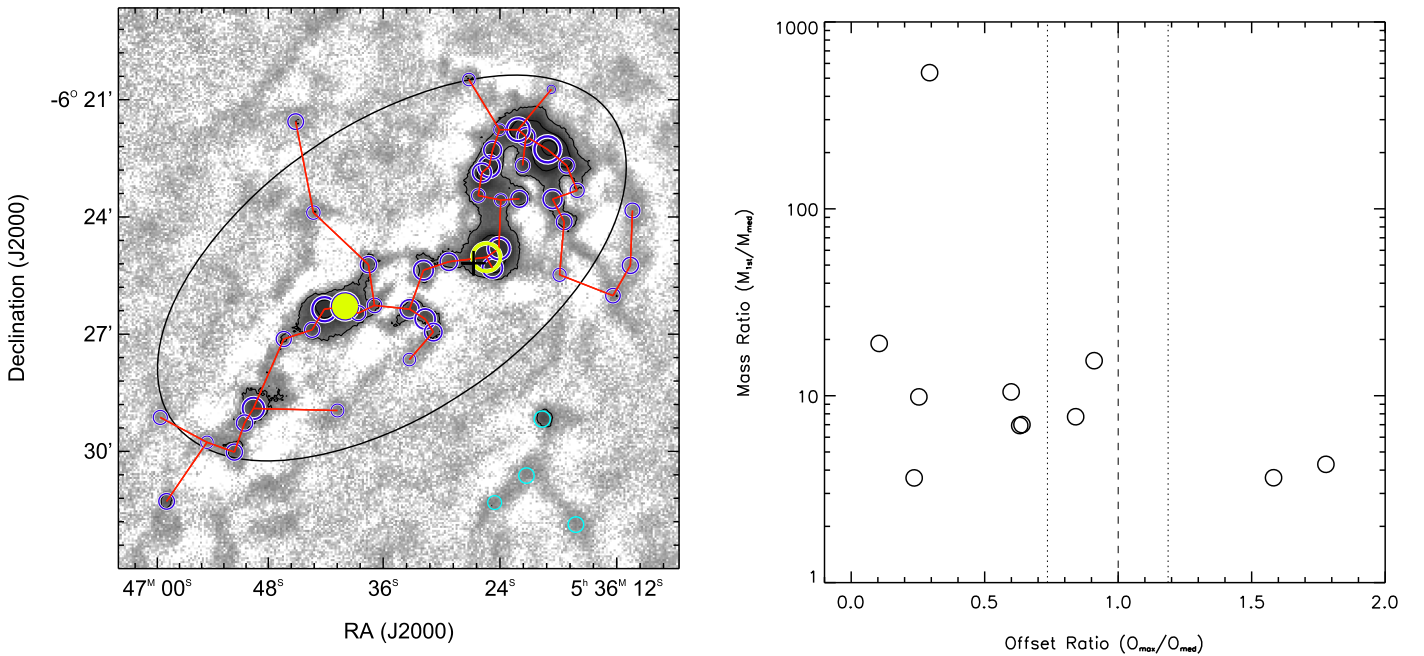 -6° 21'
24'
27'
30'
Declination (J2000)
47ᴹ 00ˢ
48ˢ
36ˢ
24ˢ
5ʰ 36ᴹ 12ˢ
RA (J2000)
1000
100
10
1
Mass Ratio (M₁ₛₜ/Mₘₑd)
0.0
0.5
1.0
1.5
2.0
Offset Ratio (Oₘₐₓ/Oₘₑd)